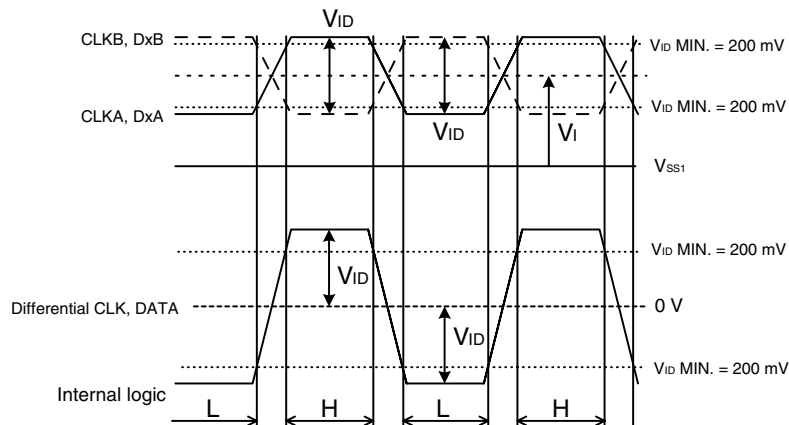 VID
CLKB, DxB
VID MIN. = 200 mV
CLKA, DxA
VID MIN. = 200 mV
VID
VI
VSS1
VID MIN. = 200 mV
VID
Differential CLK, DATA
0 V
VID
VID MIN. = 200 mV
Internal logic
L H L H